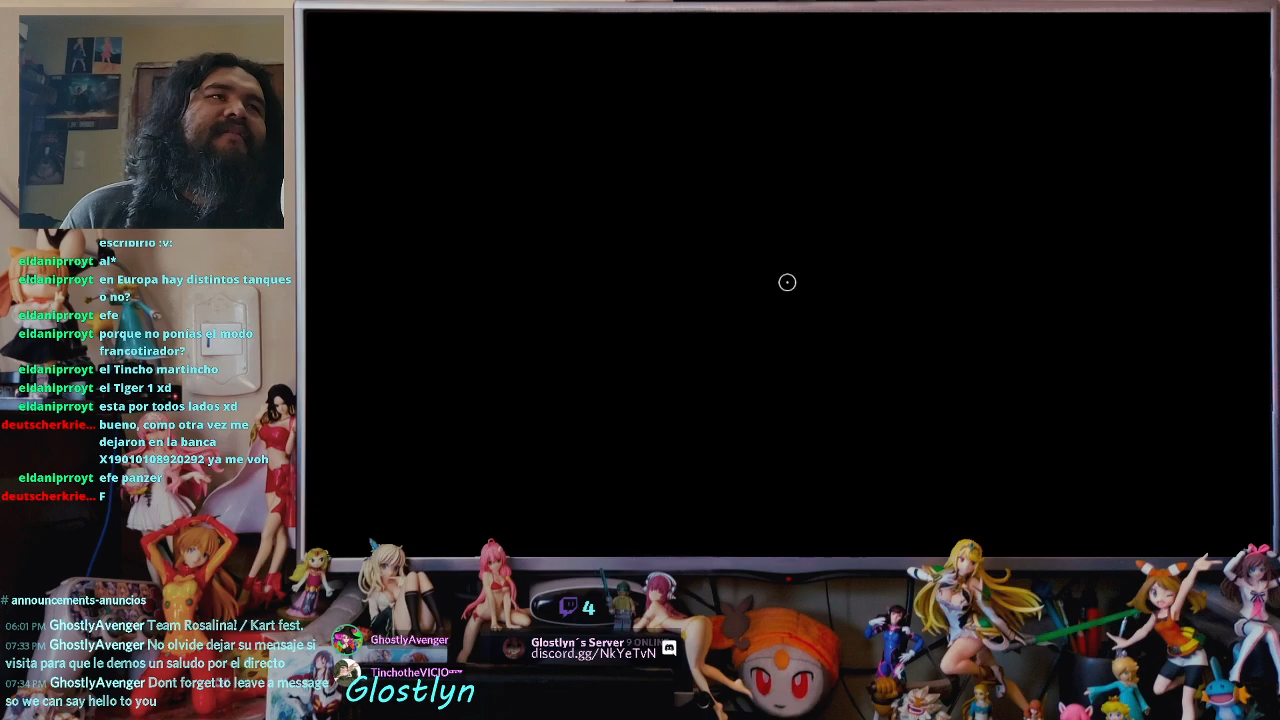 escribirlo :v:
eldaniprroyt al*
eldaniprroyt en Europa hay distintos tanques
o no?
eldaniprroyt efe
eldaniprroyt porque no ponías el modo
francotirador?
eldaniprroyt el Tincho martincho
eldaniprroyt el Tiger 1 xd
eldaniprroyt esta por todos lados xd
deutscherkrie... bueno, como otra vez me
dejaron en la banca
X19010108920292 ya me voh
eldaniprroyt efe panzer
deutscherkrie... F
# announcements-anuncios
06:01 PM GhostlyAvenger Team Rosalina! / Kart fest.
07:33 PM GhostlyAvenger No olvide dejar su mensaje si
visita para que le demos un saludo por el directo
07:34 PM GhostlyAvenger Dont forget to leave a message
so we can say hello to you
4
GhostlyAvenger
TinchotheVICIO
Glostlyn
Glostlyn´s Server 9 ONLINE
discord.gg/NkYeTvN